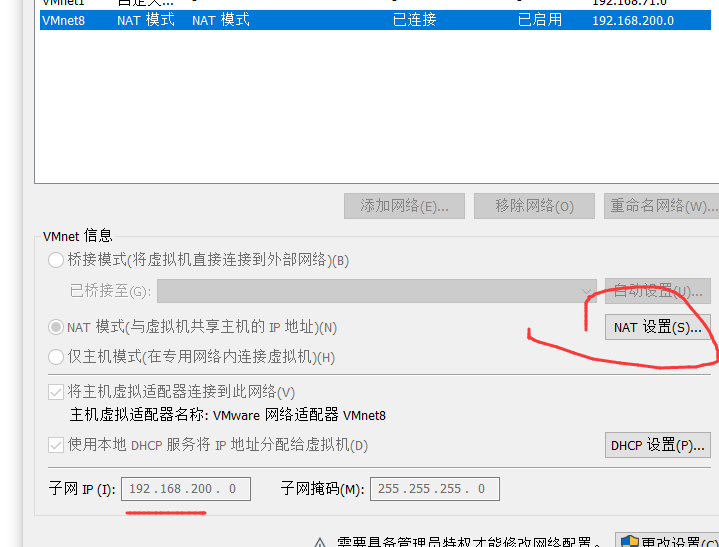 VMnet1 自定义... - - 192.168.71.0
VMnet8 NAT 模式 NAT 模式 已连接 已启用 192.168.200.0
添加网络(E)... 移除网络(O) 重命名网络(W)...
VMnet 信息
桥接模式(将虚拟机直接连接到外部网络)(B)
已桥接至(G): 自动设置(U)...
NAT 模式(与虚拟机共享主机的 IP 地址)(N) NAT 设置(S)...
仅主机模式(在专用网络内连接虚拟机)(H)
将主机虚拟适配器连接到此网络(V)
主机虚拟适配器名称: VMware 网络适配器 VMnet8
使用本地 DHCP 服务将 IP 地址分配给虚拟机(D) DHCP 设置(P)...
子网 IP (I): 192 . 168 . 200 . 0 子网掩码(M): 255 . 255 . 255 . 0
需要具备管理员特权才能修改网络配置。 更改设置(C)